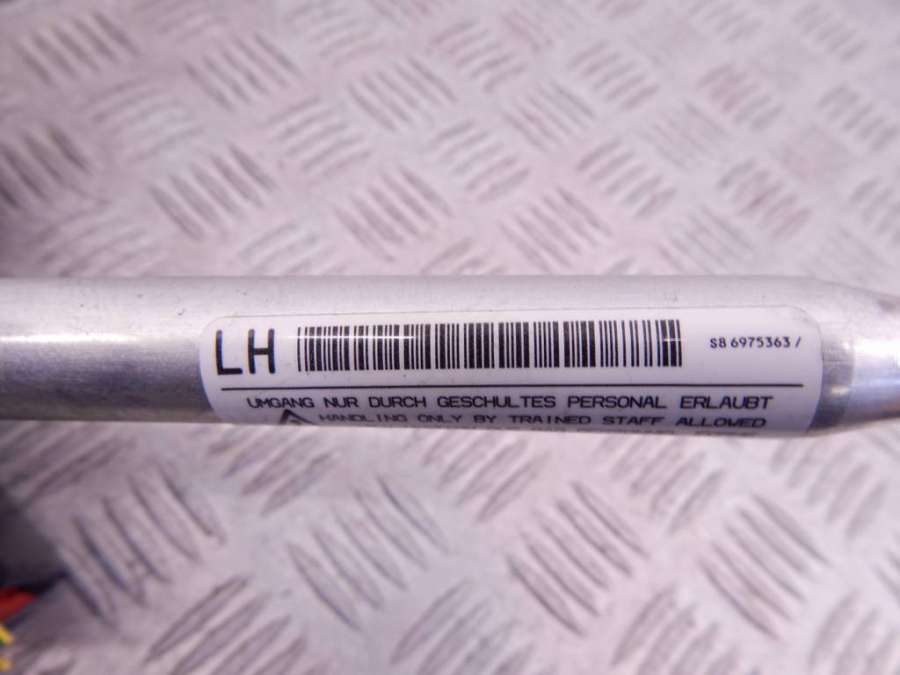 LH
S8 6975363 /
UMGANG NUR DURCH GESCHULTES PERSONAL ERLAUBT
HANDLING ONLY BY TRAINED STAFF ALLOWED